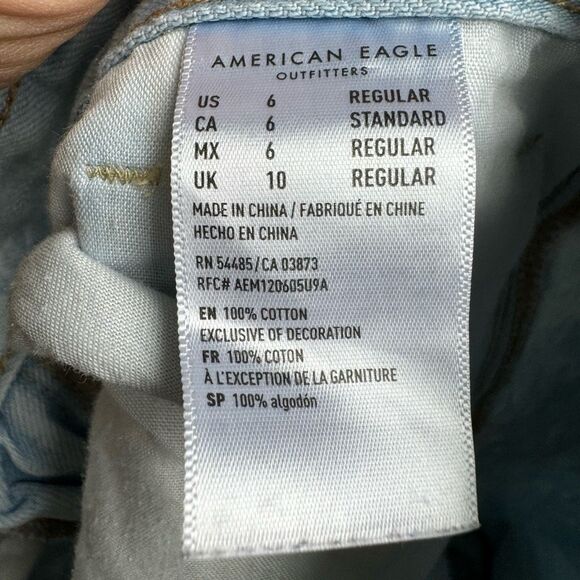 AMERICAN EAGLE
OUTFITTERS
US 6 REGULAR
CA 6 STANDARD
MX 6 REGULAR
UK 10 REGULAR
MADE IN CHINA / FABRIQUÉ EN CHINE
HECHO EN CHINA
RN 54485/CA 03873
RFC# AEM120605U9A
EN 100% COTTON
EXCLUSIVE OF DECORATION
FR 100% COTON
À L'EXCEPTION DE LA GARNITURE
SP 100% algodón